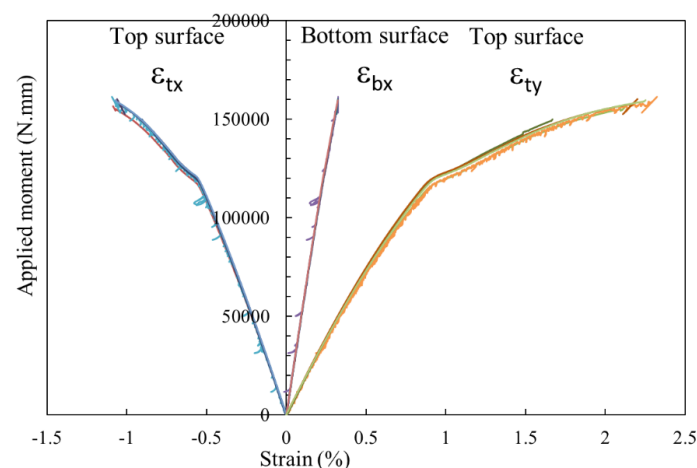 200000
Top surface Bottom surface Top surface
εtx εbx εty
150000
Applied moment (N.mm)
100000
50000
0
-1.5 -1 -0.5 0 0.5 1 1.5 2 2.5
Strain (%)